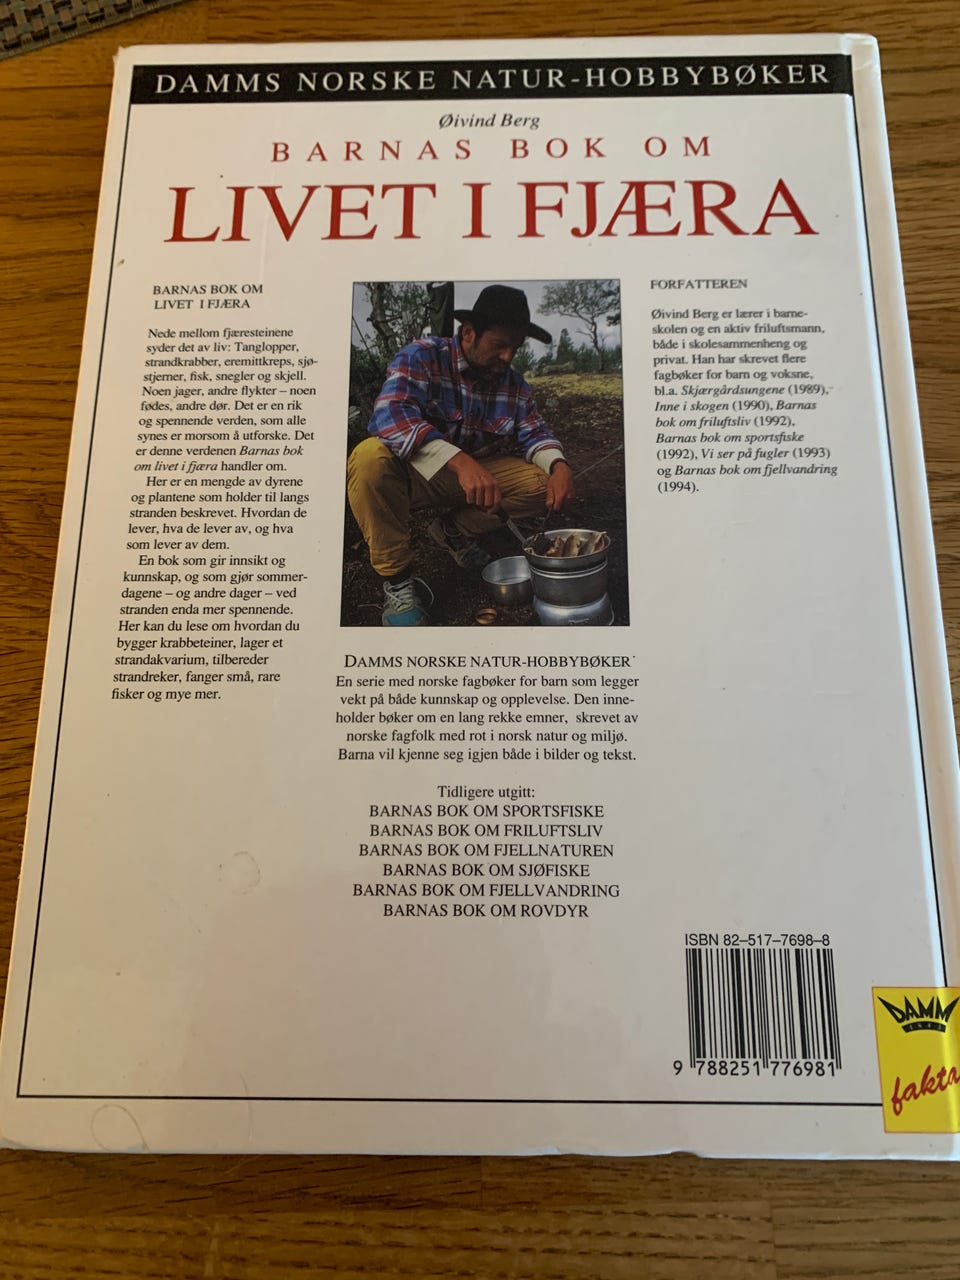 DAMMS NORSKE NATUR-HOBBYBØKER
Øivind Berg
BARNAS BOK OM
LIVET I FJÆRA
BARNAS BOK OM
LIVET I FJÆRA
Nede mellom fjæresteinene
syder det av liv: Tanglopper,
strandkrabber, eremittkreps, sjø-
stjerner, fisk, snegler og skjell.
Noen jager, andre flykter – noen
fødes, andre dør. Det er en rik
og spennende verden, som alle
synes er morsom å utforske. Det
er denne verdenen Barnas bok
om livet i fjæra handler om.
Her er en mengde av dyrene
og plantene som holder til langs
stranden beskrevet. Hvordan de
lever, hva de lever av, og hva
som lever av dem.
En bok som gir innsikt og
kunnskap, og som gjør sommer-
dagene – og andre dager – ved
stranden enda mer spennende.
Her kan du lese om hvordan du
bygger krabbeteiner, lager et
strandakvarium, tilbereder
strandreker, fanger små, rare
fisker og mye mer.
DAMMS NORSKE NATUR-HOBBYBØKER
En serie med norske fagbøker for barn som legger
vekt på både kunnskap og opplevelse. Den inne-
holder bøker om en lang rekke emner, skrevet av
norske fagfolk med rot i norsk natur og miljø.
Barna vil kjenne seg igjen både i bilder og tekst.
Tidligere utgitt:
BARNAS BOK OM SPORTSFISKE
BARNAS BOK OM FRILUFTSLIV
BARNAS BOK OM FJELLNATUREN
BARNAS BOK OM SJØFISKE
BARNAS BOK OM FJELLVANDRING
BARNAS BOK OM ROVDYR
FORFATTEREN
Øivind Berg er lærer i barne-
skolen og en aktiv friluftsmann,
både i skolesammenheng og
privat. Han har skrevet flere
fagbøker for barn og voksne,
bl.a. Skjærgårdsungene (1989),
Inne i skogen (1990), Barnas
bok om friluftsliv (1992),
Barnas bok om sportsfiske
(1992), Vi ser på fugler (1993)
og Barnas bok om fjellvandring
(1994).
ISBN 82–517–7698–8
9 788251 776981
DAMM
1843
fakta